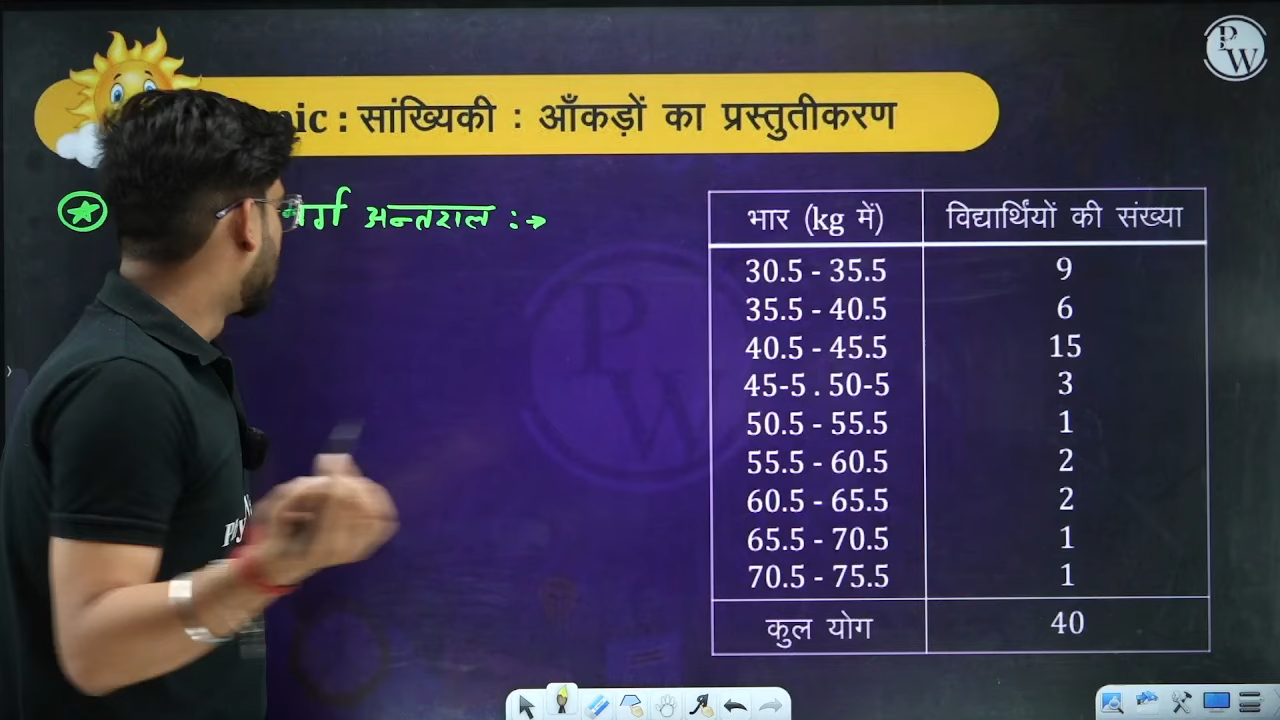 PW
nic : सांख्यिकी : आँकड़ों का प्रस्तुतीकरण
वर्ग अन्तराल :→
भार (kg में) विद्यार्थियों की संख्या
30.5 - 35.5 9
35.5 - 40.5 6
40.5 - 45.5 15
45-5 . 50-5 3
50.5 - 55.5 1
55.5 - 60.5 2
60.5 - 65.5 2
65.5 - 70.5 1
70.5 - 75.5 1
कुल योग 40
PW